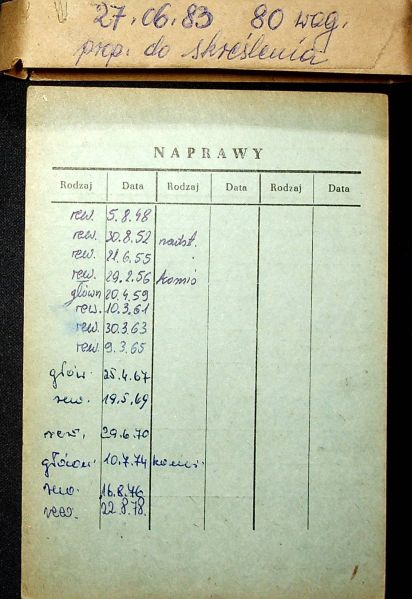 27.06.83 80 wag.
prop. do skreślenia
NAPRAWY
Rodzaj Data Rodzaj Data Rodzaj Data
rew. 5.8.48
rew. 30.8.52
rew. 21.6.55
rew. 29.2.56 komis
główn 20.4.59
rew. 10.3.61
rew. 30.3.63
rew. 9.3.65
głów. 25.4.67
rew. 19.5.69
rew. 29.6.70
główn. 10.7.74
rew. 16.8.76
rew. 22.8.78.